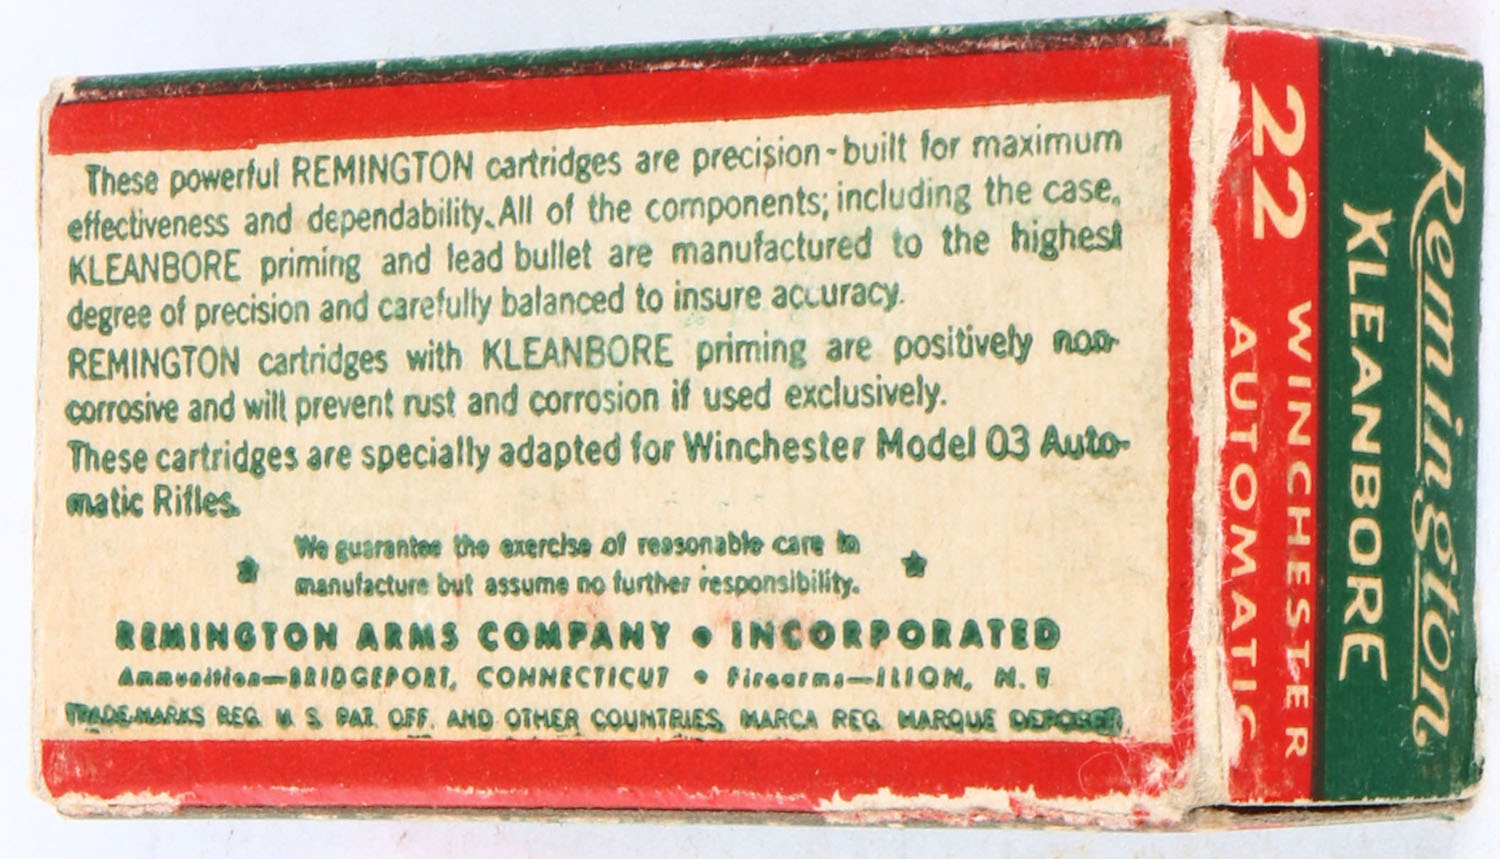 These powerful REMINGTON cartridges are precision-built for maximum
effectiveness and dependability. All of the components; including the case,
KLEANBORE priming and lead bullet are manufactured to the highest
degree of precision and carefully balanced to insure accuracy.
REMINGTON cartridges with KLEANBORE priming are positively non-
corrosive and will prevent rust and corrosion if used exclusively.
These cartridges are specially adapted for Winchester Model 03 Auto-
matic Rifles.
We guarantee the exercise of reasonable care in
manufacture but assume no further responsibility.
REMINGTON ARMS COMPANY • INCORPORATED
Ammunition—BRIDGEPORT, CONNECTICUT • Firearms—ILION, N. Y.
TRADE-MARKS REG. U. S. PAT. OFF. AND OTHER COUNTRIES, MARCA REG. MARQUE DEPOSEE
Remington
KLEANBORE
22 WINCHESTER
AUTOMATIC